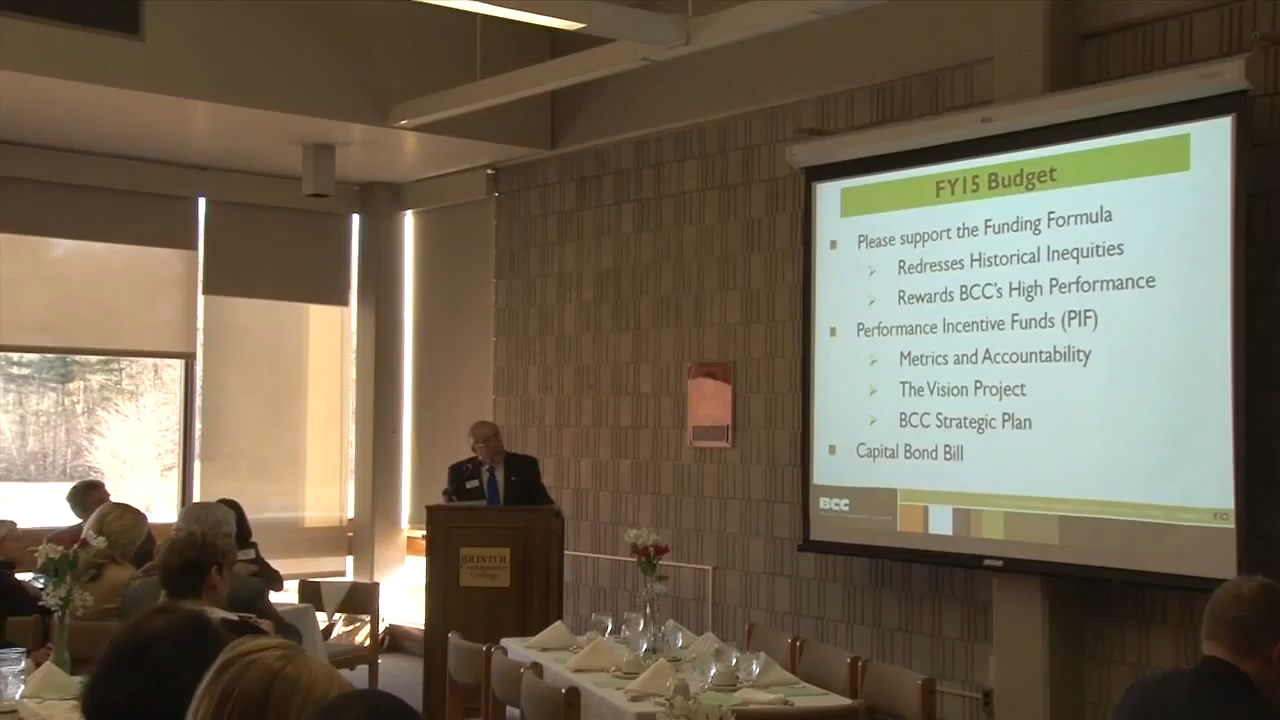 FY15 Budget
Please support the Funding Formula
Redresses Historical Inequities
Rewards BCC's High Performance
Performance Incentive Funds (PIF)
Metrics and Accountability
The Vision Project
BCC Strategic Plan
Capital Bond Bill
BCC
BRISTOL
Community
College